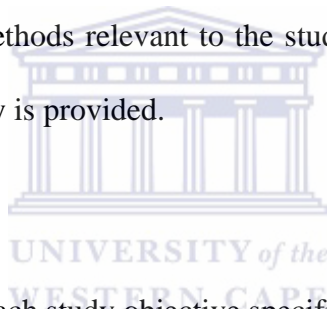 ethods relevant to the stud
y is provided.
UNIVERSITY of the
ach study objective specif
WESTERN CAPE